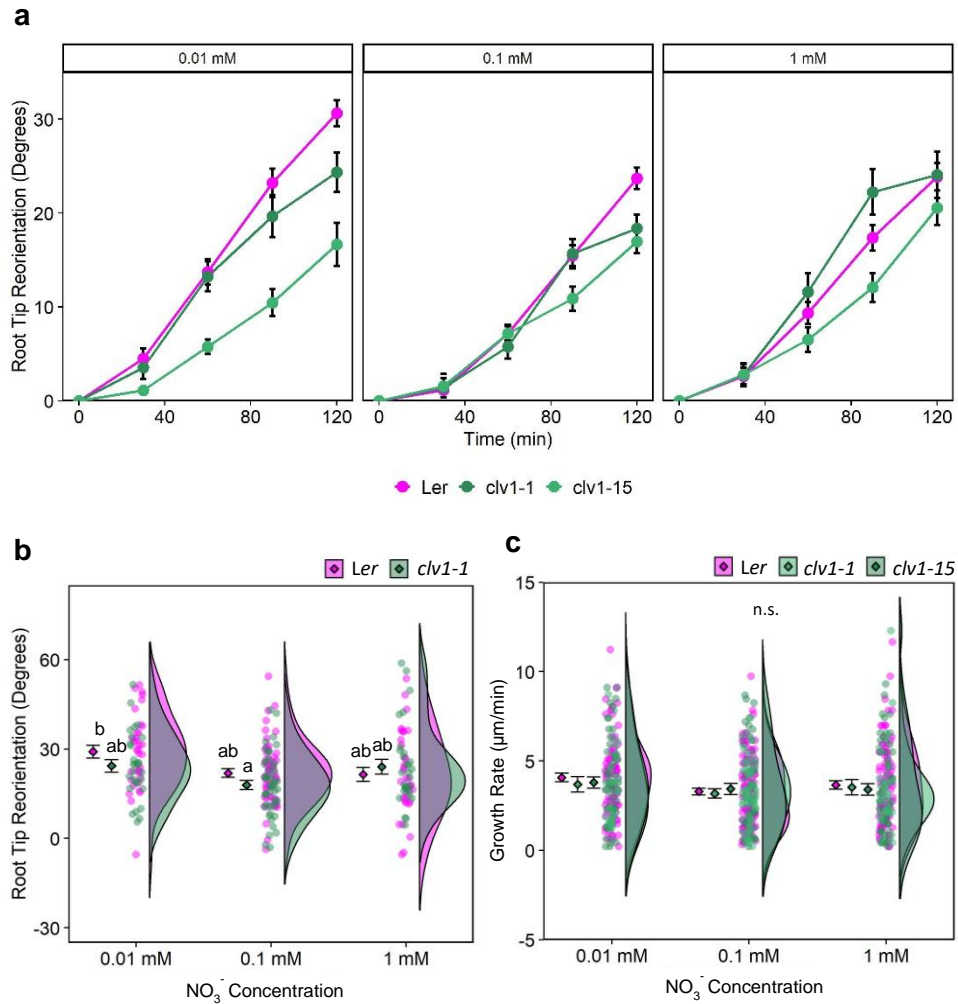 a
0.01 mM
0.1 mM
1 mM
Root Tip Reorientation (Degrees)
30
20
10
0
0 40 80 120
0 40 80 120
0 40 80 120
Time (min)
Ler clv1-1 clv1-15
b
Ler clv1-1
Root Tip Reorientation (Degrees)
60
30
0
-30
b
ab
ab
a
ab
ab
0.01 mM 0.1 mM 1 mM
NO3- Concentration
c
Ler clv1-1 clv1-15
n.s.
Growth Rate (µm/min)
15
10
5
0
-5
0.01 mM 0.1 mM 1 mM
NO3- Concentration